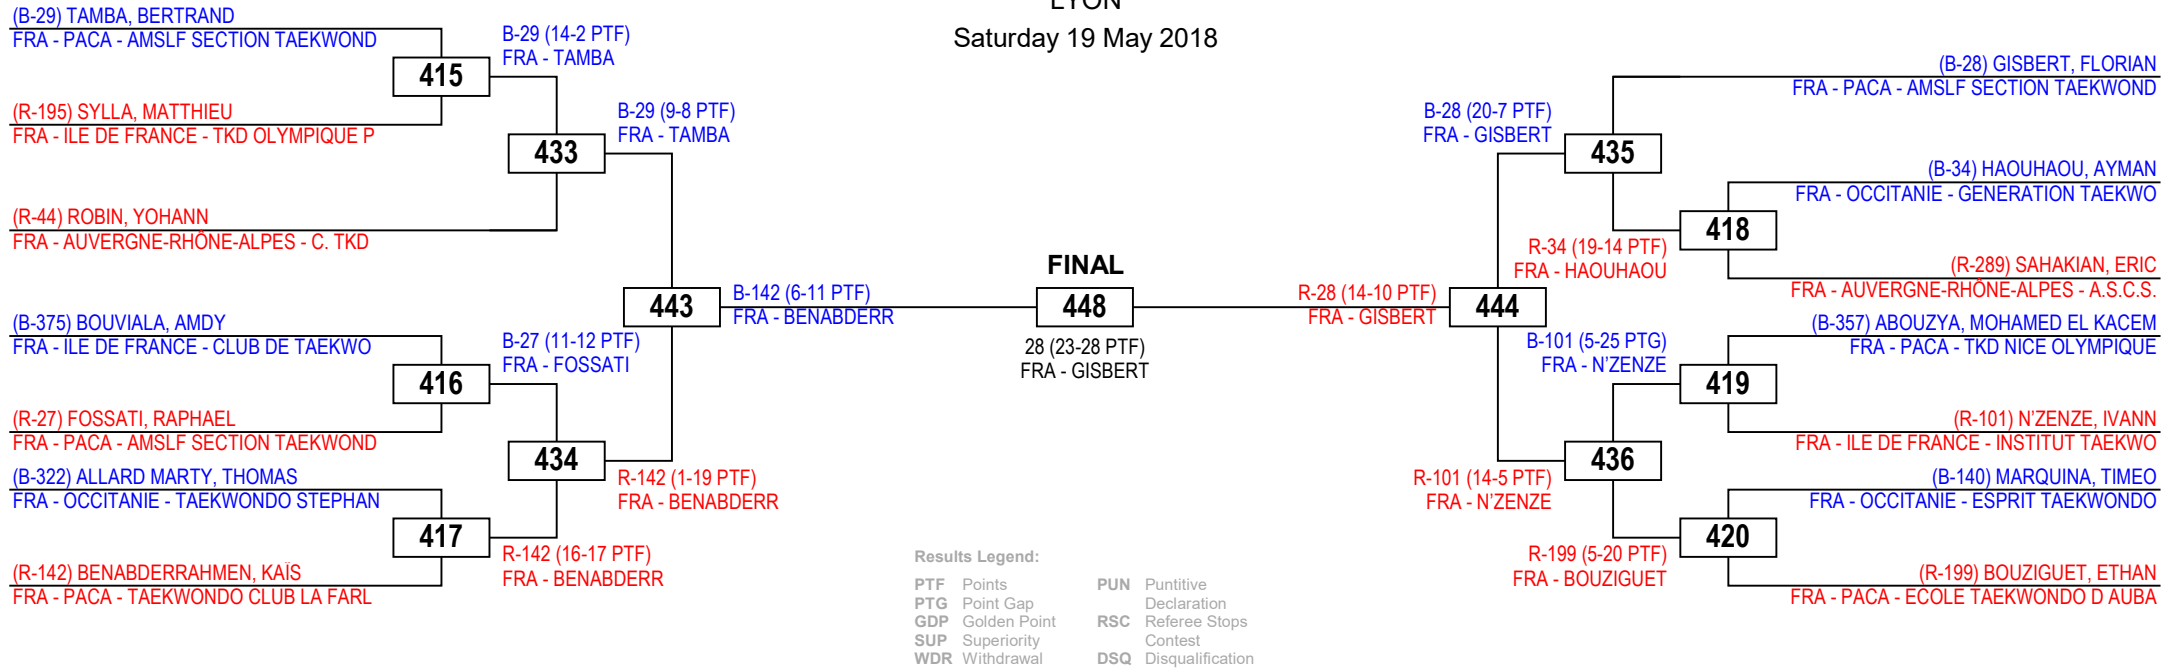 LYON
Saturday 19 May 2018
(B-29) TAMBA, BERTRAND
FRA - PACA - AMSLF SECTION TAEKWOND
415
(R-195) SYLLA, MATTHIEU
FRA - ILE DE FRANCE - TKD OLYMPIQUE P
B-29 (14-2 PTF)
FRA - TAMBA
433
(R-44) ROBIN, YOHANN
FRA - AUVERGNE-RHÔNE-ALPES - C. TKD
B-29 (9-8 PTF)
FRA - TAMBA
443
(B-375) BOUVIALA, AMDY
FRA - ILE DE FRANCE - CLUB DE TAEKWO
416
(R-27) FOSSATI, RAPHAEL
FRA - PACA - AMSLF SECTION TAEKWOND
B-27 (11-12 PTF)
FRA - FOSSATI
434
(B-322) ALLARD MARTY, THOMAS
FRA - OCCITANIE - TAEKWONDO STEPHAN
417
(R-142) BENABDERRAHMEN, KAÏS
FRA - PACA - TAEKWONDO CLUB LA FARL
R-142 (16-17 PTF)
FRA - BENABDERR
R-142 (1-19 PTF)
FRA - BENABDERR
B-142 (6-11 PTF)
FRA - BENABDERR
FINAL
448
28 (23-28 PTF)
FRA - GISBERT
R-28 (14-10 PTF)
FRA - GISBERT
444
B-28 (20-7 PTF)
FRA - GISBERT
435
(B-28) GISBERT, FLORIAN
FRA - PACA - AMSLF SECTION TAEKWOND
(B-34) HAOUHAOU, AYMAN
FRA - OCCITANIE - GENERATION TAEKWO
418
R-34 (19-14 PTF)
FRA - HAOUHAOU
(R-289) SAHAKIAN, ERIC
FRA - AUVERGNE-RHÔNE-ALPES - A.S.C.S.
(B-357) ABOUZYA, MOHAMED EL KACEM
FRA - PACA - TKD NICE OLYMPIQUE
B-101 (5-25 PTG)
FRA - N'ZENZE
419
(R-101) N'ZENZE, IVANN
FRA - ILE DE FRANCE - INSTITUT TAEKWO
436
R-101 (14-5 PTF)
FRA - N'ZENZE
(B-140) MARQUINA, TIMEO
FRA - OCCITANIE - ESPRIT TAEKWONDO
420
R-199 (5-20 PTF)
FRA - BOUZIGUET
(R-199) BOUZIGUET, ETHAN
FRA - PACA - ECOLE TAEKWONDO D AUBA
Results Legend:
PTF Points
PTG Point Gap
GDP Golden Point
SUP Superiority
WDR Withdrawal
PUN Puntitive
Declaration
RSC Referee Stops
Contest
DSQ Disqualification